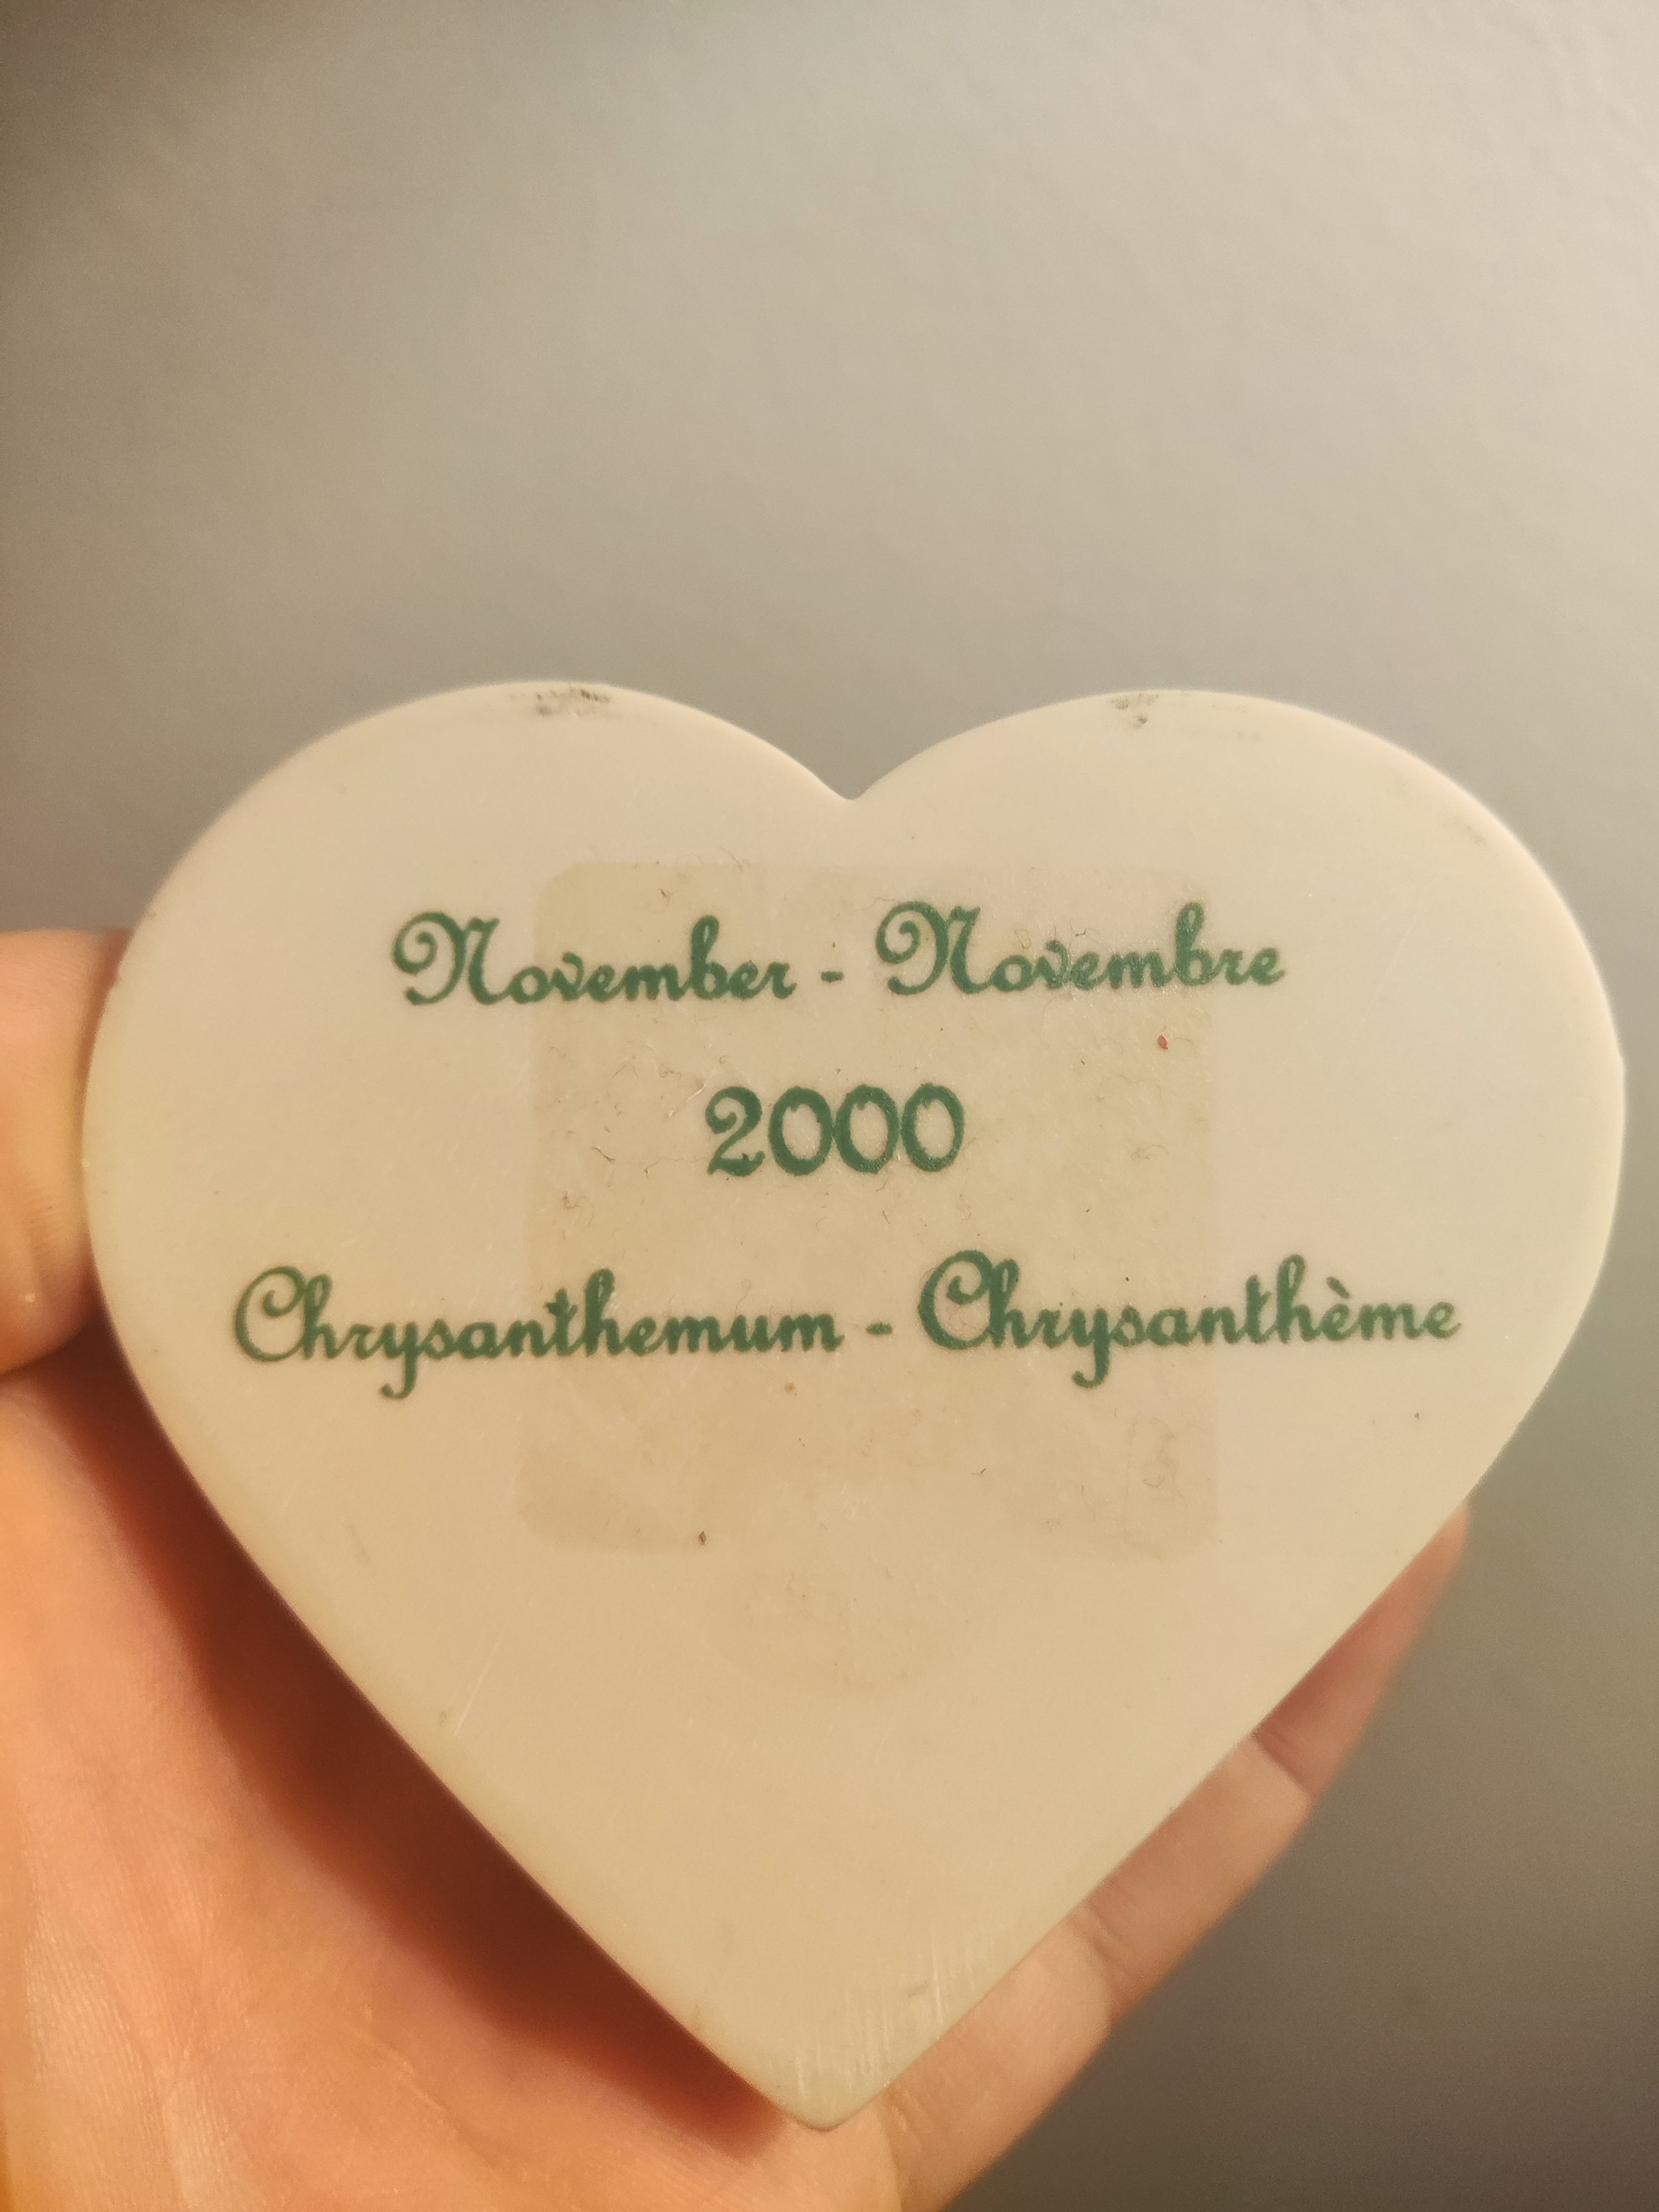 November - Novembre
2000
Chrysanthemum - Chrysanthème